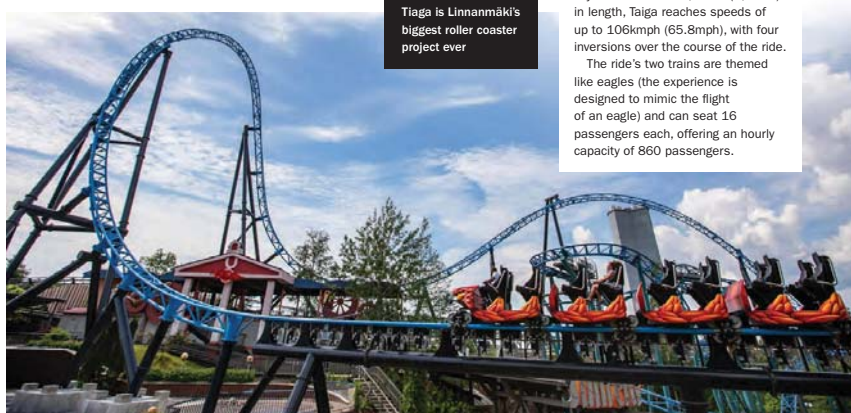 Tiaga is Linnanmäki's
biggest roller coaster
project ever
in length, Taiga reaches speeds of
up to 106kmph (65.8mph), with four
inversions over the course of the ride.
The ride's two trains are themed
like eagles (the experience is
designed to mimic the flight
of an eagle) and can seat 16
passengers each, offering an hourly
capacity of 860 passengers.